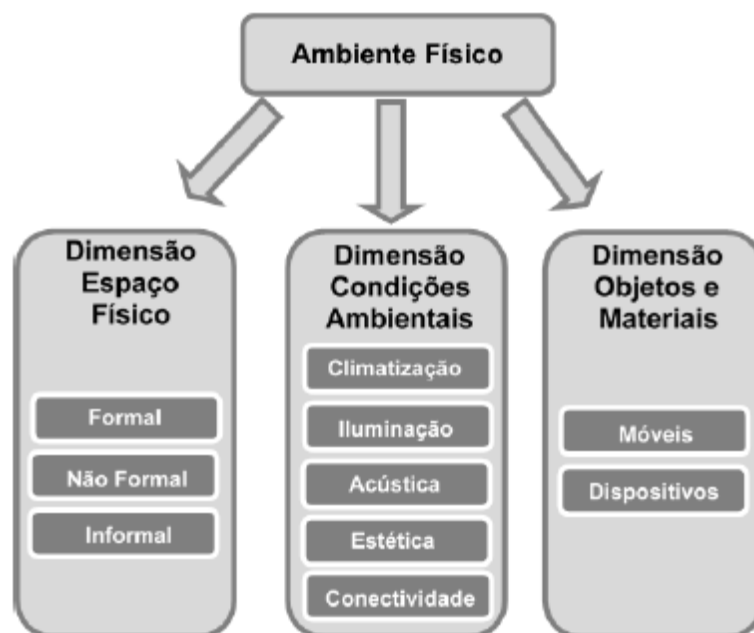 Ambiente Físico
Dimensão
Espaço
Físico
Formal
Não Formal
Informal
Dimensão
Condições
Ambientais
Climatização
Iluminação
Acústica
Estética
Conectividade
Dimensão
Objetos e
Materiais
Móveis
Dispositivos